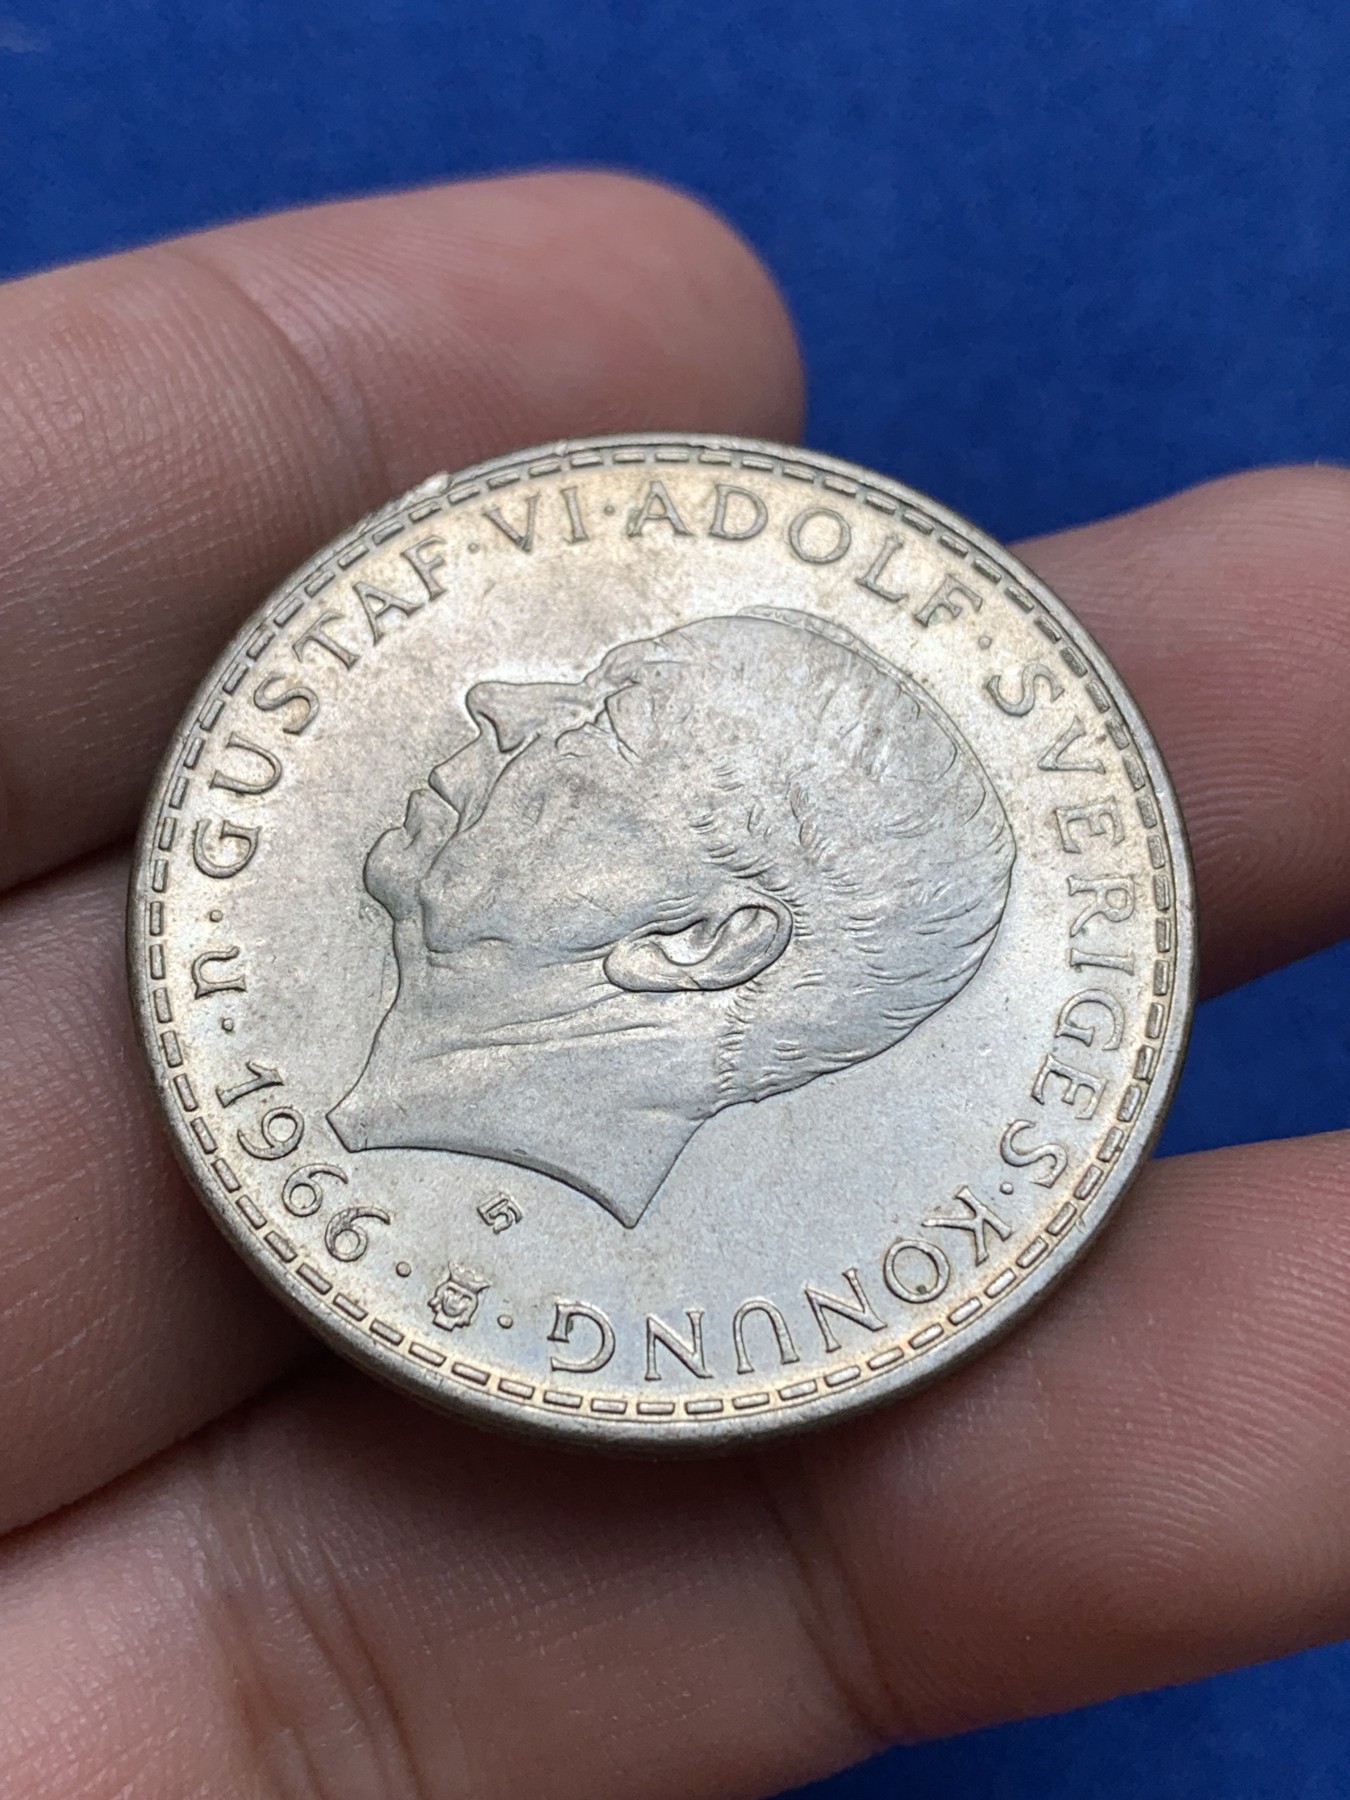 n · GUSTAF · VI · ADOLF · SVERIGES · KONUNG ·
1966 ·